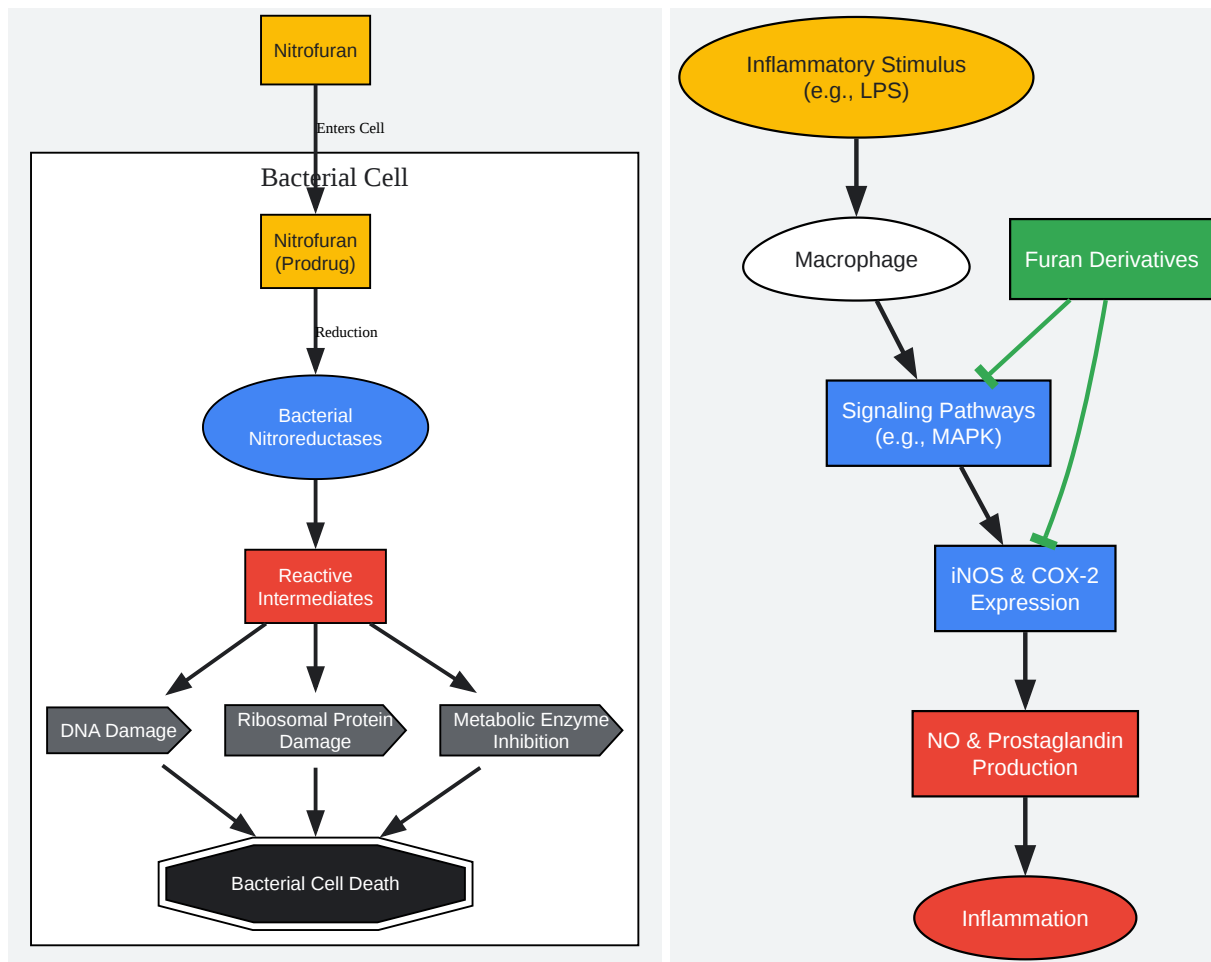 Nitrofuran
Enters Cell
Bacterial Cell
Nitrofuran
(Prodrug)
Reduction
Bacterial
Nitroreductases
Reactive
Intermediates
DNA Damage
Ribosomal Protein
Damage
Metabolic Enzyme
Inhibition
Bacterial Cell Death
Inflammatory Stimulus
(e.g., LPS)
Macrophage
Furan Derivatives
Signaling Pathways
(e.g., MAPK)
iNOS & COX-2
Expression
NO & Prostaglandin
Production
Inflammation